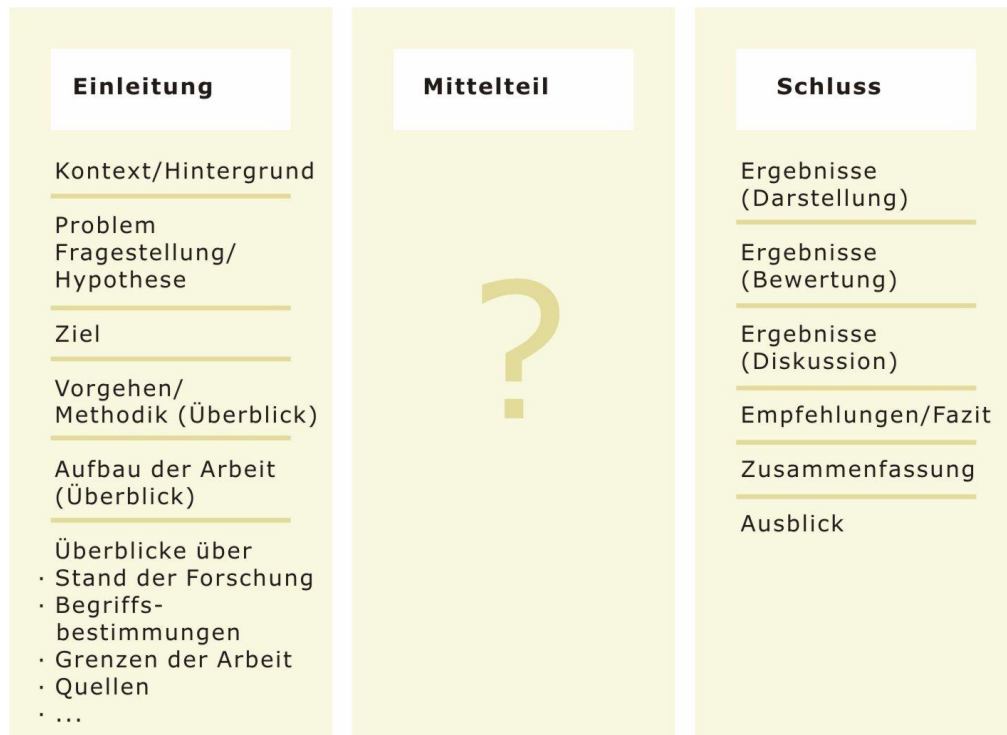 Einleitung
Kontext/Hintergrund
Problem
Fragestellung/
Hypothese
Ziel
Vorgehen/
Methodik (Überblick)
Aufbau der Arbeit
(Überblick)
Überblicke über
· Stand der Forschung
· Begriffs-
bestimmungen
· Grenzen der Arbeit
· Quellen
· ...
Mittelteil
?
Schluss
Ergebnisse
(Darstellung)
Ergebnisse
(Bewertung)
Ergebnisse
(Diskussion)
Empfehlungen/Fazit
Zusammenfassung
Ausblick